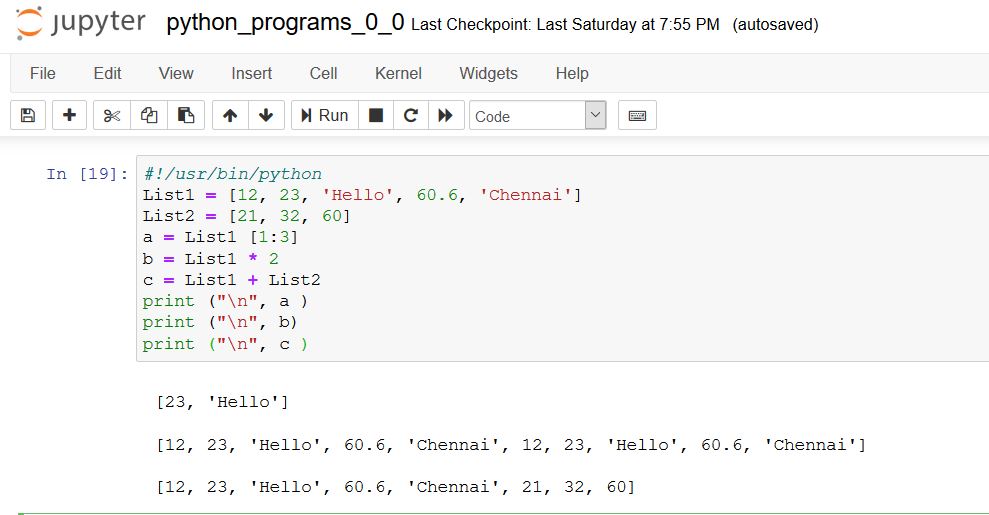 jupyter python_programs_0_0 Last Checkpoint: Last Saturday at 7:55 PM (autosaved)
File Edit View Insert Cell Kernel Widgets Help
Run Code
In [19]: #!/usr/bin/python
List1 = [12, 23, 'Hello', 60.6, 'Chennai']
List2 = [21, 32, 60]
a = List1 [1:3]
b = List1 * 2
c = List1 + List2
print ("\n", a )
print ("\n", b)
print ("\n", c )
[23, 'Hello']
[12, 23, 'Hello', 60.6, 'Chennai', 12, 23, 'Hello', 60.6, 'Chennai']
[12, 23, 'Hello', 60.6, 'Chennai', 21, 32, 60]